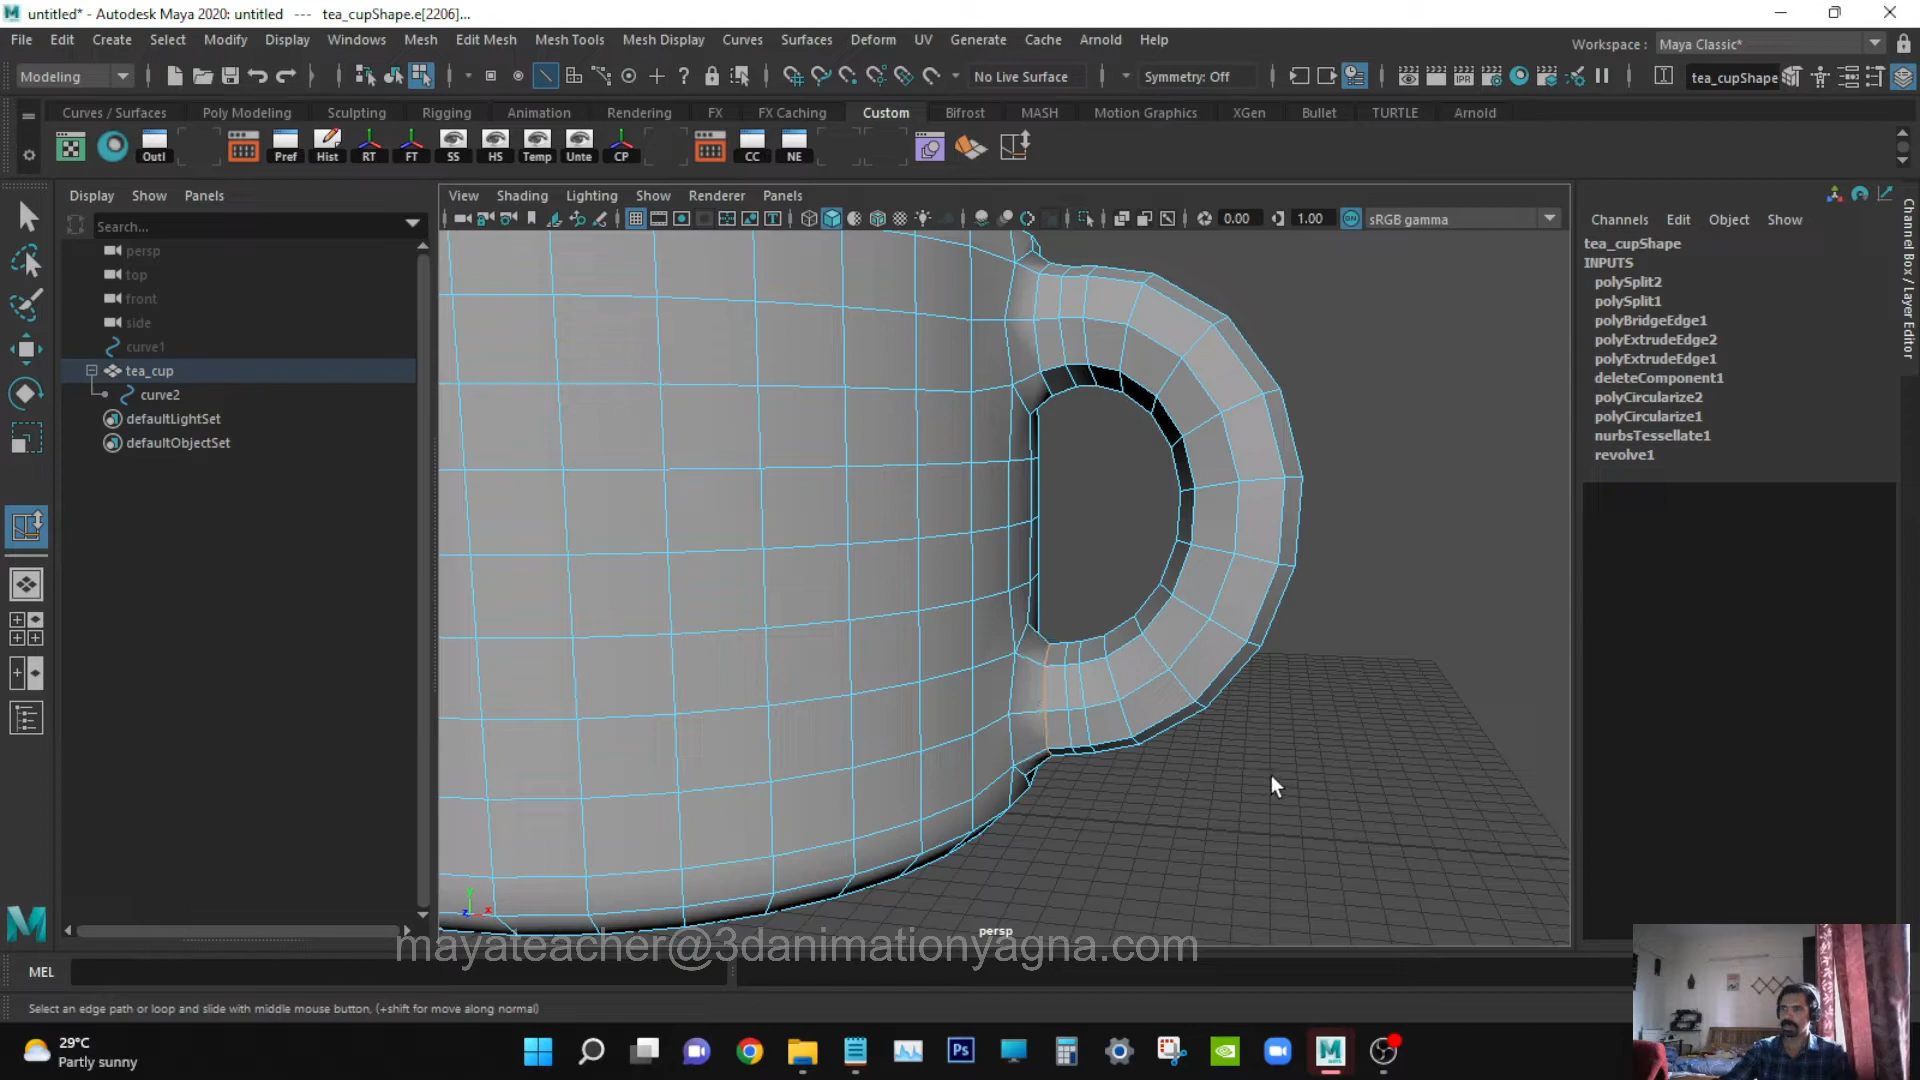 untitled* - Autodesk Maya 2020: untitled --- tea_cupShape.e[2206]...
File Edit Create Select Modify Display Windows Mesh Edit Mesh Mesh Tools Mesh Display Curves Surfaces Deform UV Generate Cache Arnold Help
Workspace : Maya Classic*
Modeling No Live Surface Symmetry: Off tea_cupShape
Curves / Surfaces Poly Modeling Sculpting Rigging Animation Rendering FX FX Caching Custom Bifrost MASH Motion Graphics XGen Bullet TURTLE Arnold
Outl Pref Hist RT FT SS HS Temp Unte CP CC NE
Display Show Panels
View Shading Lighting Show Renderer Panels
0.00 1.00 ON sRGB gamma
Search...
persp
top
front
side
curve1
tea_cup
curve2
defaultLightSet
defaultObjectSet
Channels Edit Object Show
tea_cupShape
INPUTS
polySplit2
polySplit1
polyBridgeEdge1
polyExtrudeEdge2
polyExtrudeEdge1
deleteComponent1
polyCircularize2
polyCircularize1
nurbsTessellate1
revolve1
Channel Box / Layer Editor
y
z x
persp
mayateacher@3danimationyagna.com
MEL
Select an edge path or loop and slide with middle mouse button, (+shift for move along normal)
29°C
Partly sunny